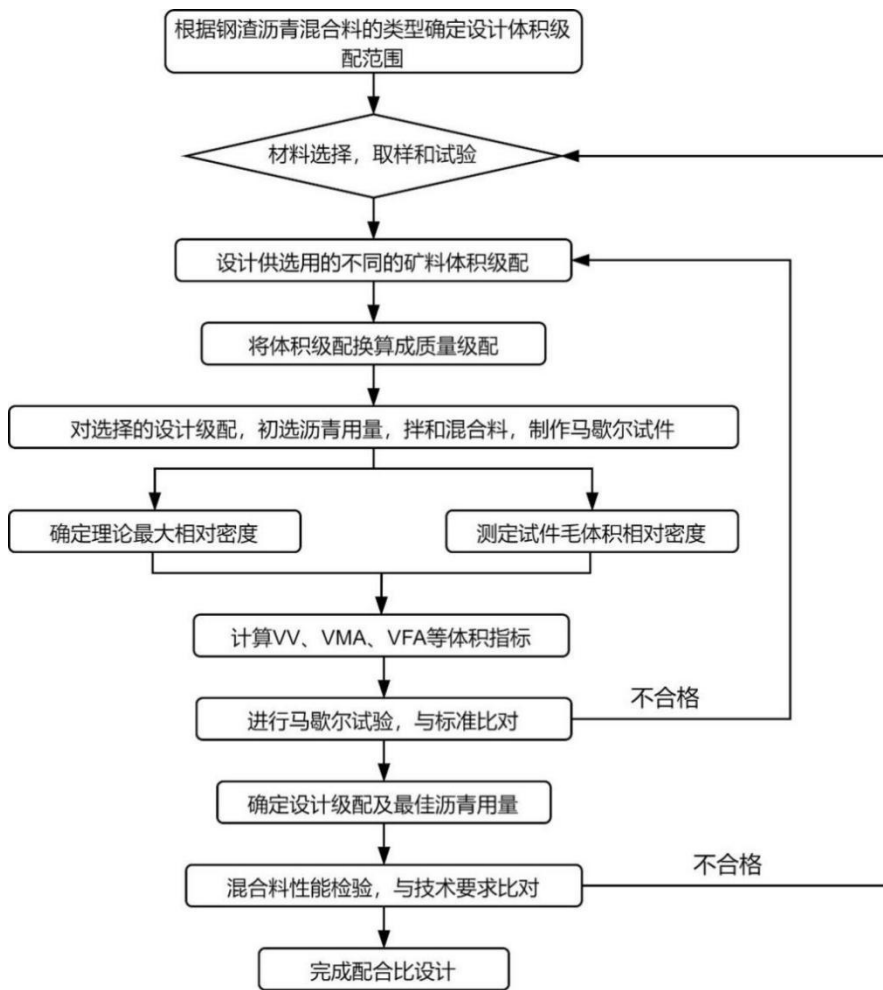 根据钢渣沥青混合料的类型确定设计体积级
配范围
材料选择，取样和试验
设计供选用的不同的矿料体积级配
将体积级配换算成质量级配
对选择的设计级配，初选沥青用量，拌和混合料，制作马歇尔试件
确定理论最大相对密度
测定试件毛体积相对密度
计算VV、VMA、VFA等体积指标
不合格
进行马歇尔试验，与标准比对
确定设计级配及最佳沥青用量
不合格
混合料性能检验，与技术要求比对
完成配合比设计